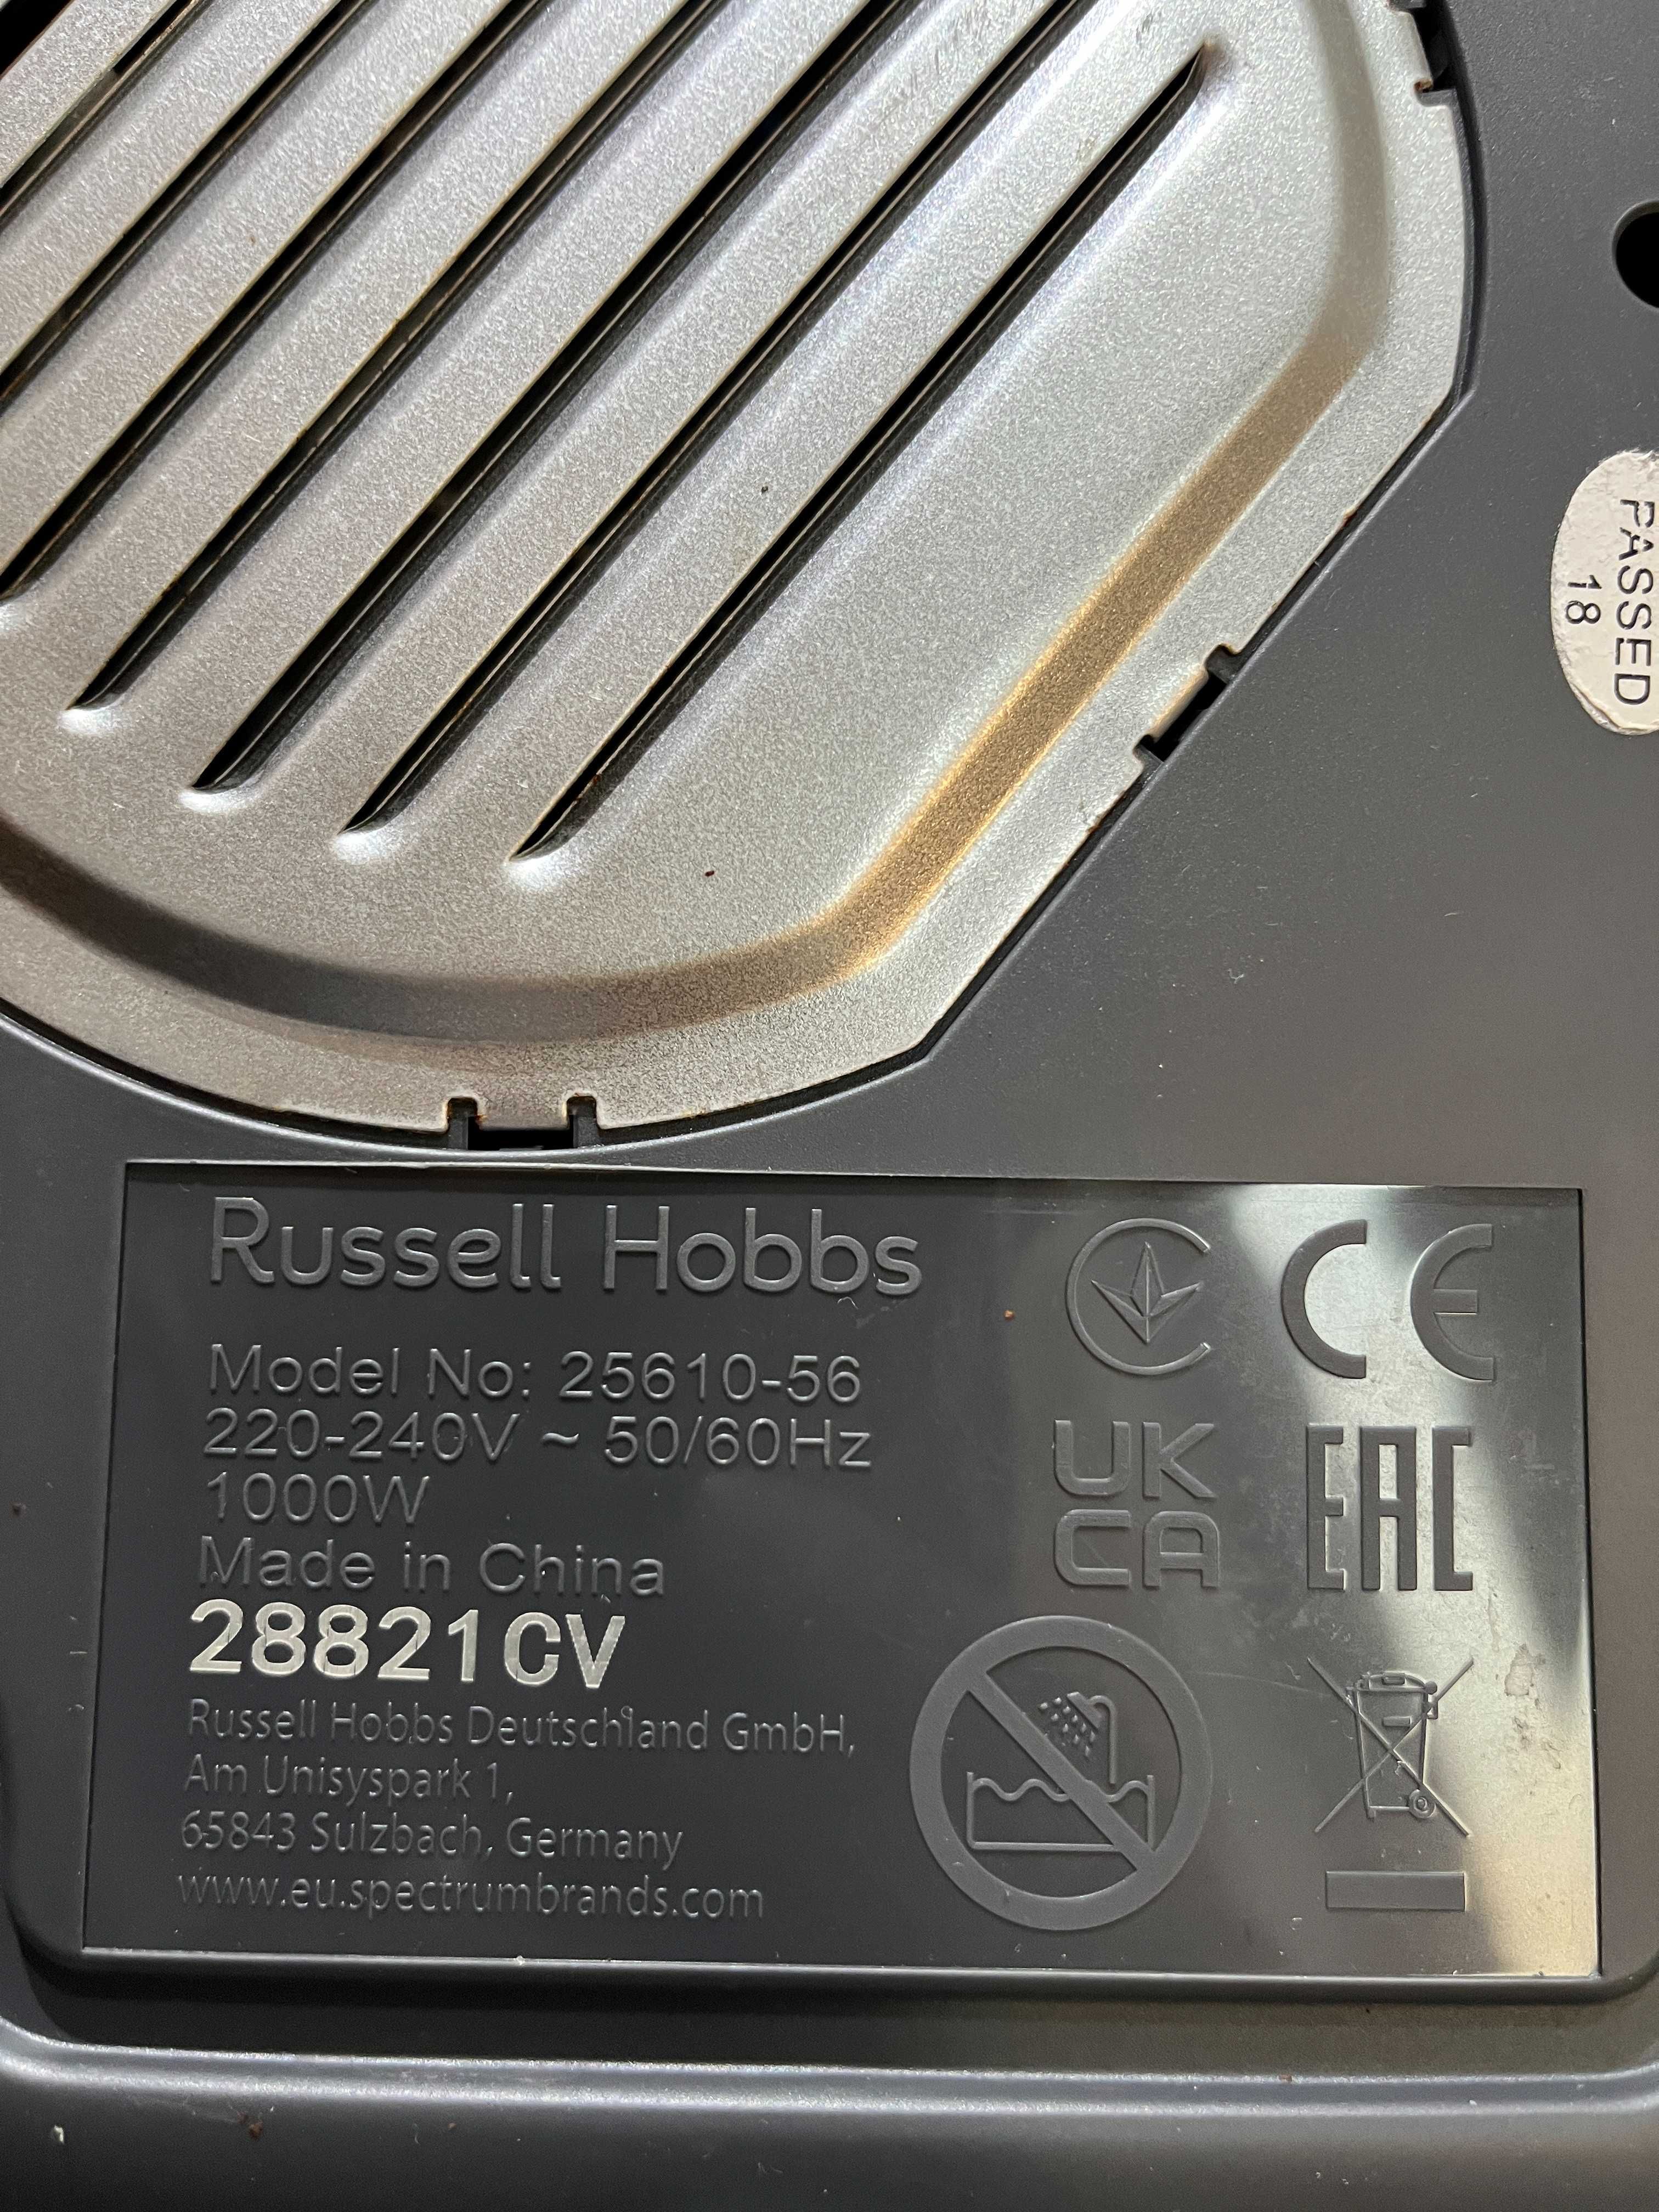 PASSED
18
Russell Hobbs
Model No: 25610-56
220-240V ~ 50/60Hz
1000W
Made in China
28821CV
Russell Hobbs Deutschland GmbH,
Am Unisyspark 1,
65843 Sulzbach, Germany
www.eu.spectrumbrands.com
CE
UK
CA
EAC